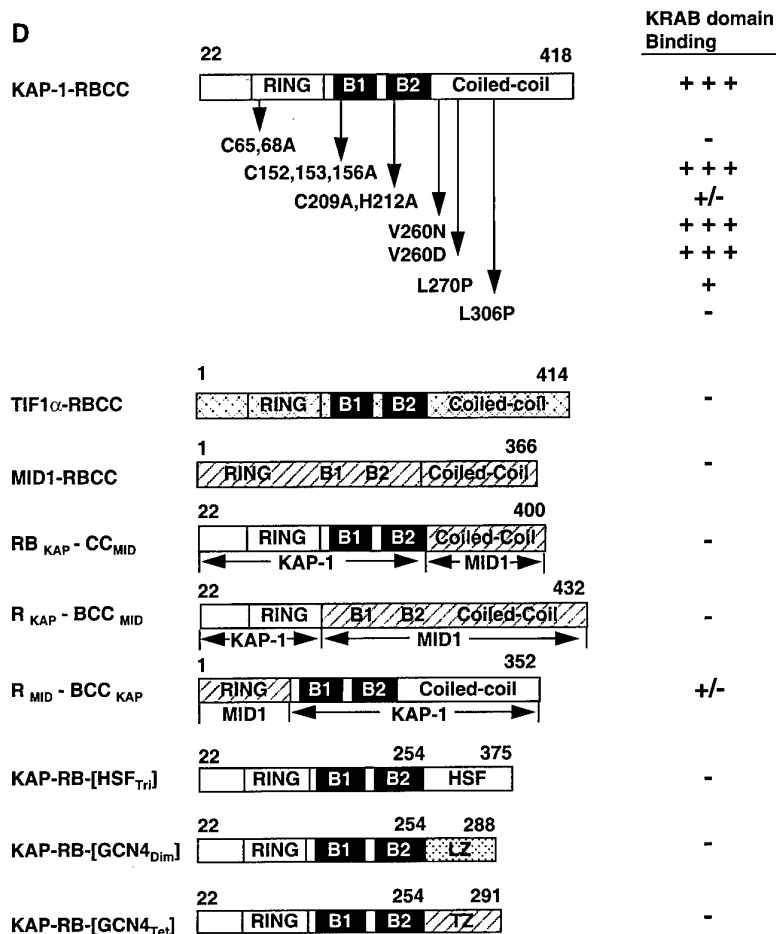 D
KRAB domain
Binding
22 418
KAP-1-RBCC RING B1 B2 Coiled-coil + + +
C65,68A -
C152,153,156A + + +
C209A,H212A +/-
V260N + + +
V260D + + +
L270P +
L306P -
1 414
TIF1α-RBCC RING B1 B2 Coiled-coil -
1 366
MID1-RBCC RING B1 B2 Coiled-Coil -
22 400
RB KAP - CC MID RING B1 B2 Coiled-Coil -
KAP-1 MID1
22 432
R KAP - BCC MID RING B1 B2 Coiled-Coil -
KAP-1 MID1
1 352
R MID - BCC KAP RING B1 B2 Coiled-coil +/-
MID1 KAP-1
22 254 375
KAP-RB-[HSFTri] RING B1 B2 HSF -
22 254 288
KAP-RB-[GCN4Dim] RING B1 B2 LZ -
22 254 291
KAP-RB-[GCN4Tet] RING B1 B2 TZ -